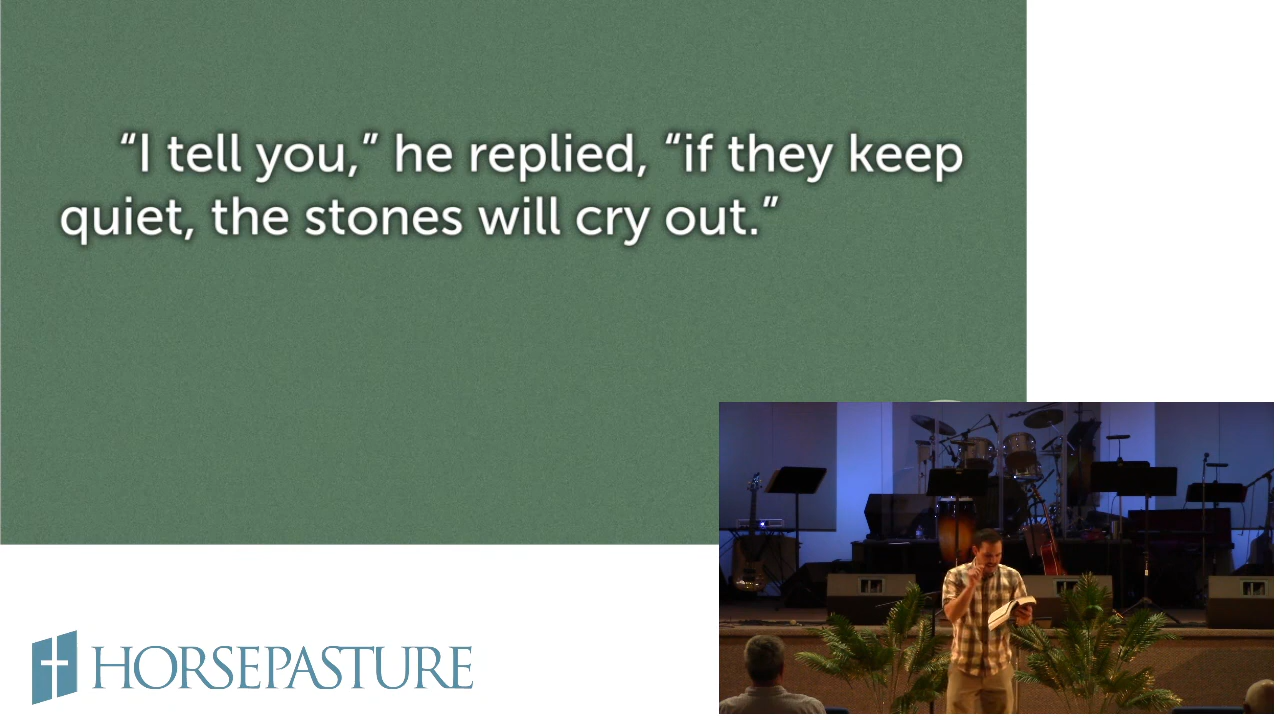 “I tell you,” he replied, “if they keep
quiet, the stones will cry out.”
HORSEPASTURE